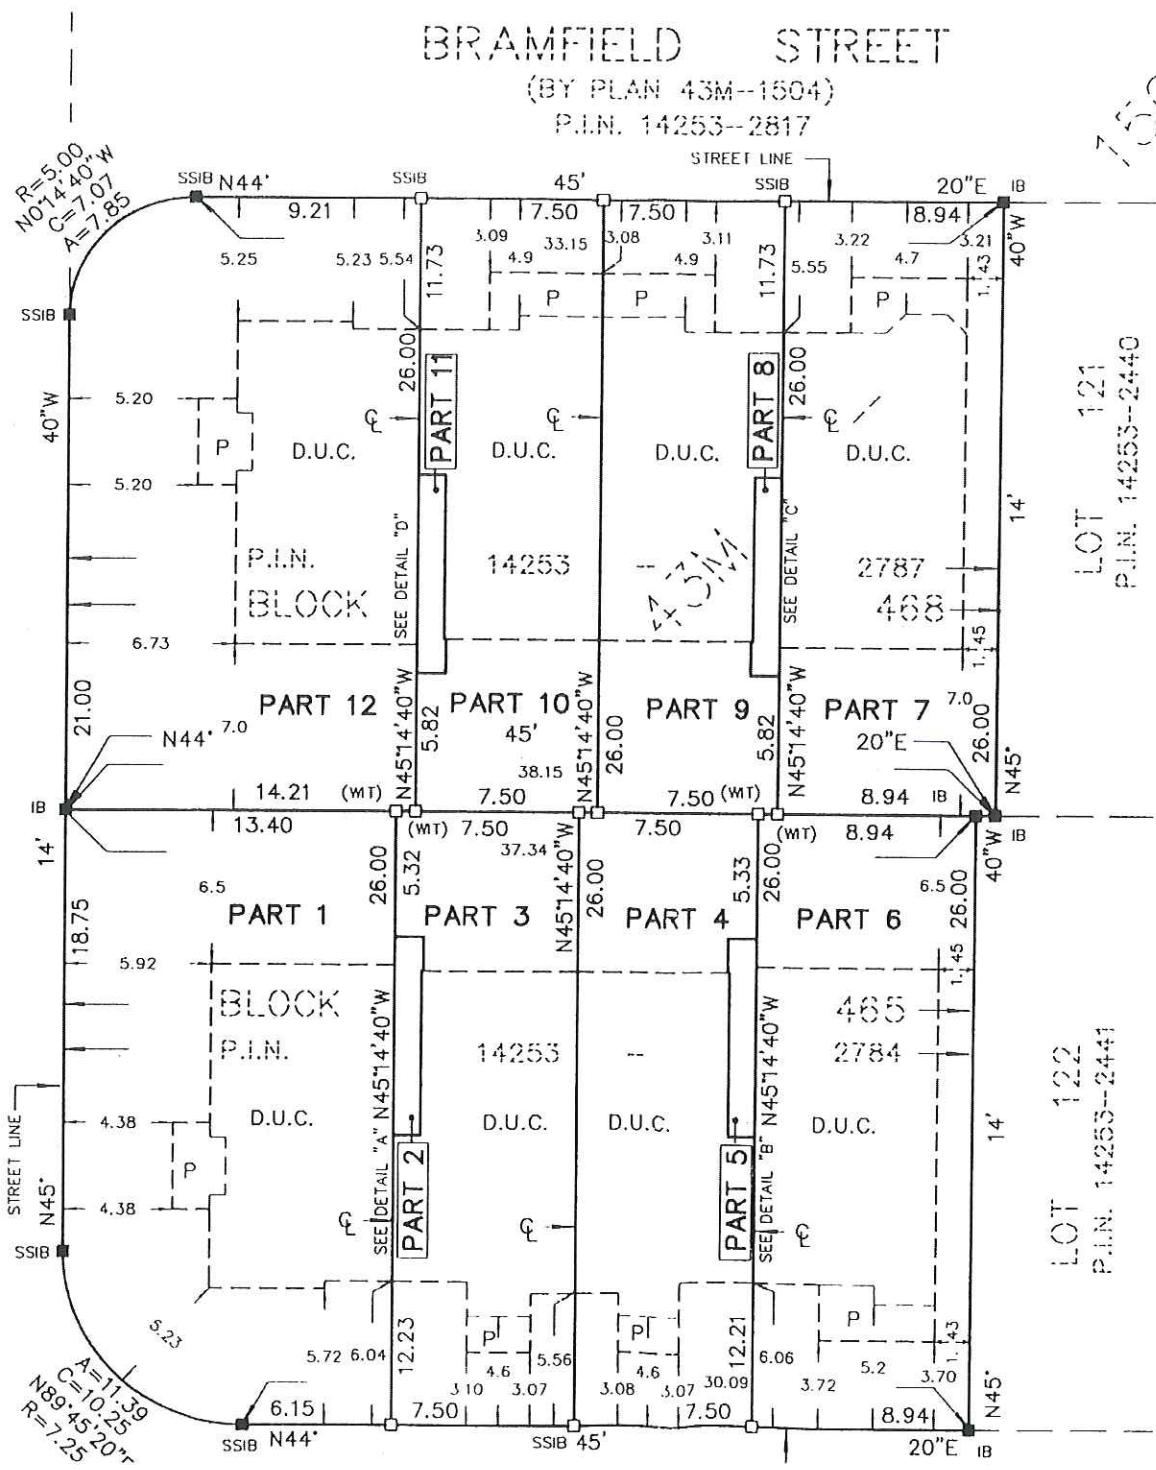 BRAMFIELD STREET
(BY PLAN 43M--1504)
P.I.N. 14253--2817
STREET LINE
R=5.00
N0°14'40"W
C=7.07
A=7.85
SSIB N44° SSIB 45' SSIB 20"E IB
9.21 7.50 7.50 8.94
5.25 5.23 5.54 3.09 33.15 3.08 3.11 3.22 3.21
4.9 4.9 5.55 4.7
11.73 11.73 1.43 40"W
SSIB
P P P
26.00 26.00
PART 11 PART 8
40"W 5.20
P
5.20
D.U.C. D.U.C. D.U.C. D.U.C.
14'
LOT 121
P.I.N. 14253--2440
SEE DETAIL "D" SEE DETAIL "C"
P.I.N. 14253 -- 2787
BLOCK 43M 468
6.73 1.45
21.00
PART 12 PART 10 PART 9 PART 7
N45°14'40"W 5.82 N45°14'40"W 26.00 5.82 N45°14'40"W 26.00 N45°
N44° 7.0 45' 7.0
20"E
38.15
14.21 (WIT) 7.50 7.50 (WIT) 8.94 IB
IB
13.40 (WIT) 7.50 7.50 (WIT) 8.94 IB
37.34
14' 26.00 5.32 N45°14'40"W 26.00 5.33 26.00 26.00 40"W
6.5 6.5
PART 1 PART 3 PART 4 PART 6
18.75
5.92 1.45
BLOCK 465
P.I.N. 14253 -- 2784
N45°14'40"W N45°14'40"W
STREET LINE
4.38
D.U.C. D.U.C. D.U.C. D.U.C.
P
4.38
14'
LOT 122
P.I.N. 14253--2441
SEE DETAIL "A" SEE DETAIL "B"
PART 2 PART 5
N45°
SSIB
P P P
5.23
5.72 6.04 12.23 4.6 5.56 4.6 12.21 6.06 5.2 1.43
3.10 3.07 3.08 3.07 30.09 3.72 3.70
A=11.39
C=10.25
N89°45'20"
R=7.25
6.15 7.50 7.50 8.94 N45°
SSIB N44° SSIB 45' 20"E IB